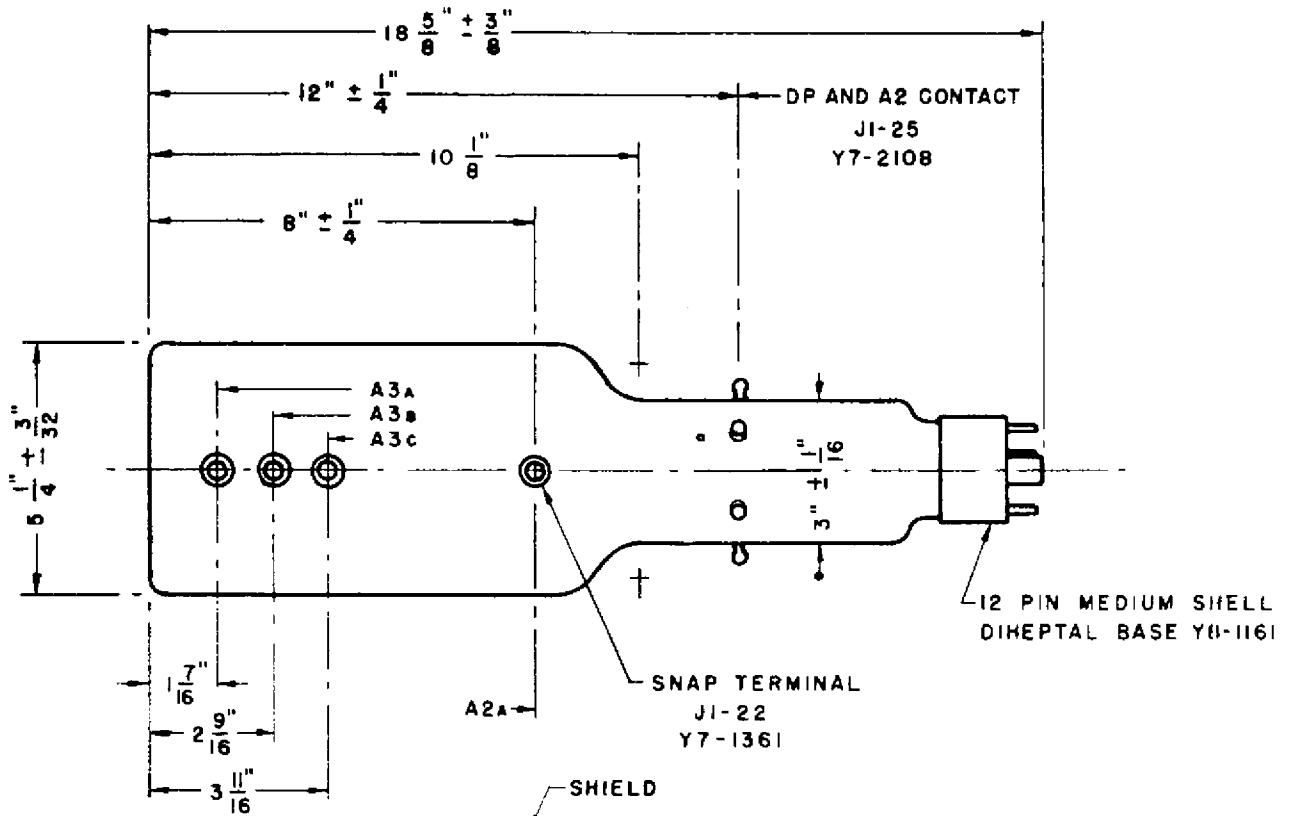 18 5/8" ± 3/8"
12" ± 1/4"
DP AND A2 CONTACT
J1-25
Y7-2108
10 1/8"
8" ± 1/4"
A3A
A3B
A3C
5 1/4" ± 3/32"
3" ± 1/16"
12 PIN MEDIUM SHELL
DIHEPTAL BASE Y8-1161
1 7/16"
SNAP TERMINAL
J1-22
Y7-1361
A2A
2 9/16"
3 11/16"
SHIELD